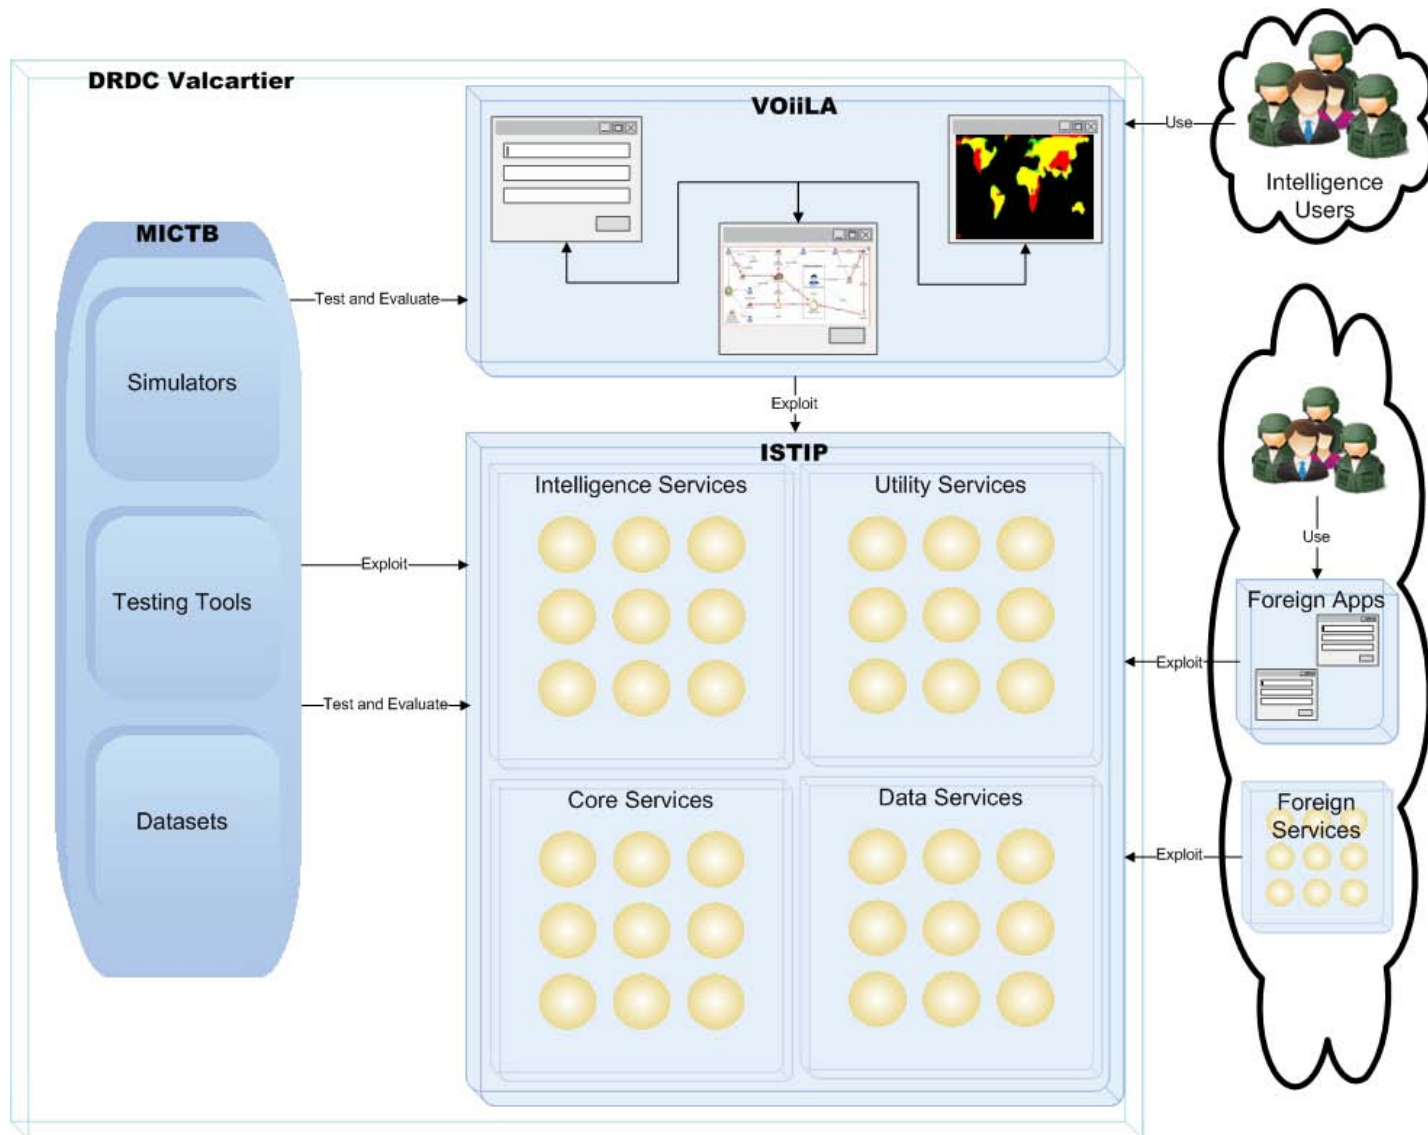 DRDC Valcartier
VOiiLA
Use
Intelligence
Users
MICTB
Test and Evaluate
Simulators
Exploit
ISTIP
Intelligence Services
Utility Services
Use
Exploit
Testing Tools
Foreign Apps
Exploit
Test and Evaluate
Core Services
Data Services
Foreign
Services
Datasets
Exploit